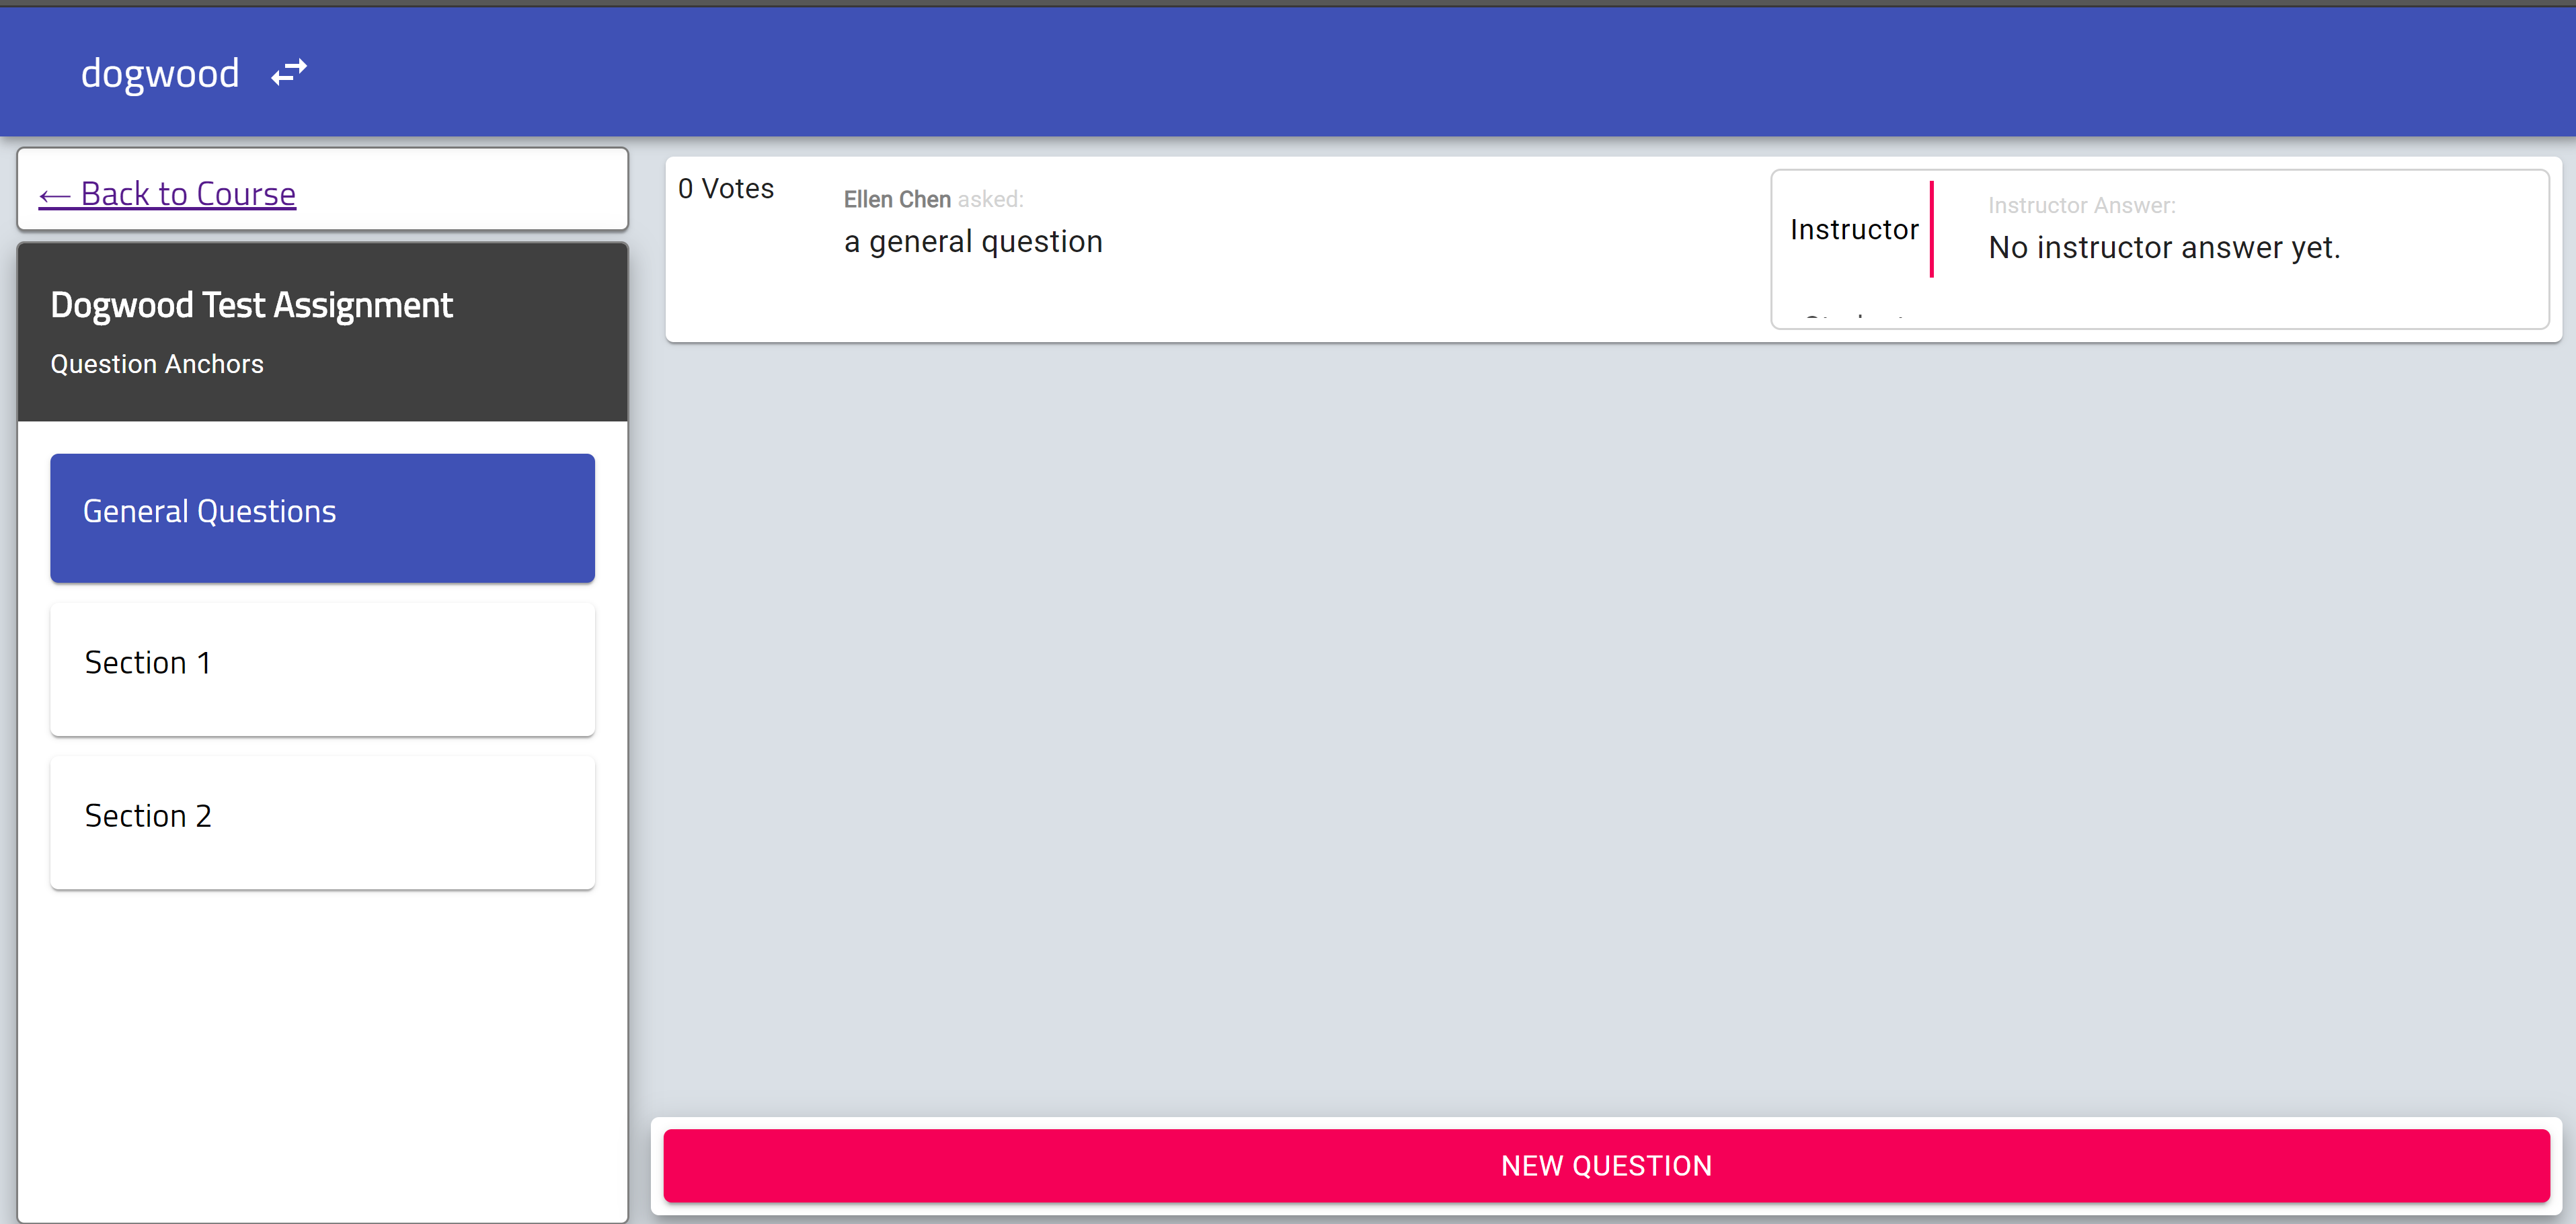 dogwood
← Back to Course
Dogwood Test Assignment
Question Anchors
General Questions
Section 1
Section 2
0 Votes
Ellen Chen asked:
a general question
Instructor
Instructor Answer:
No instructor answer yet.
NEW QUESTION